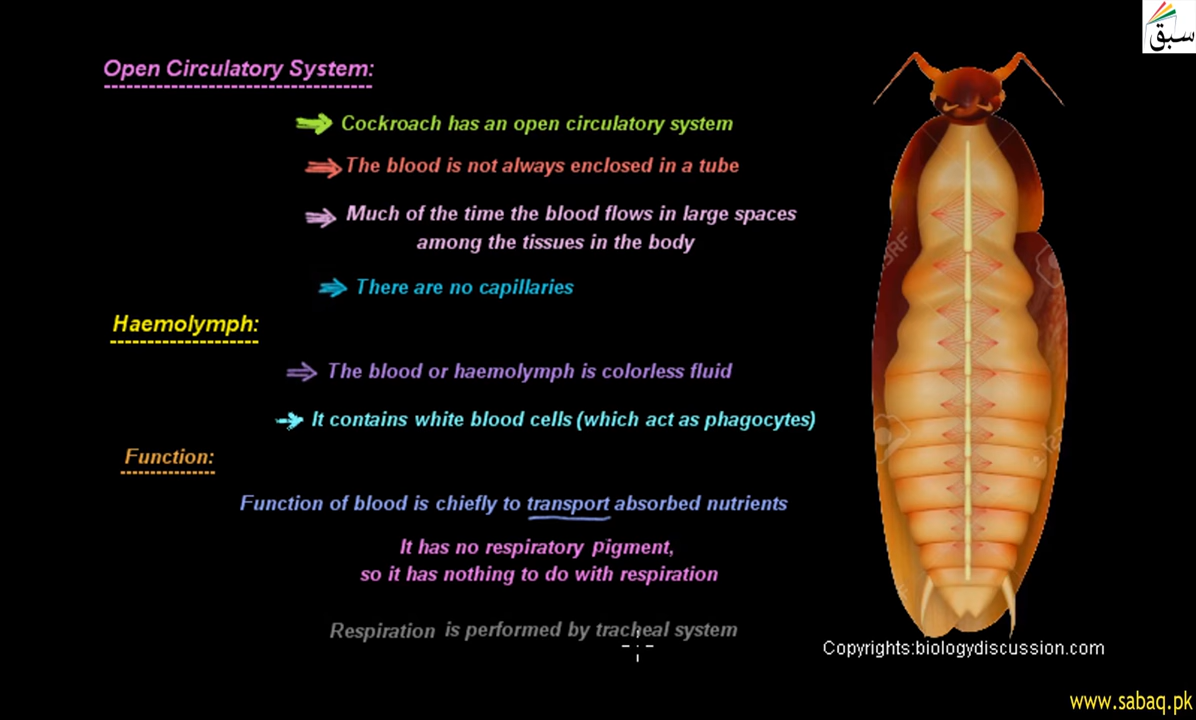 سبق
Open Circulatory System:
Cockroach has an open circulatory system
The blood is not always enclosed in a tube
Much of the time the blood flows in large spaces
among the tissues in the body
There are no capillaries
Haemolymph:
The blood or haemolymph is colorless fluid
It contains white blood cells (which act as phagocytes)
Function:
Function of blood is chiefly to transport absorbed nutrients
It has no respiratory pigment,
so it has nothing to do with respiration
Respiration is performed by tracheal system
Copyrights:biologydiscussion.com
www.sabaq.pk